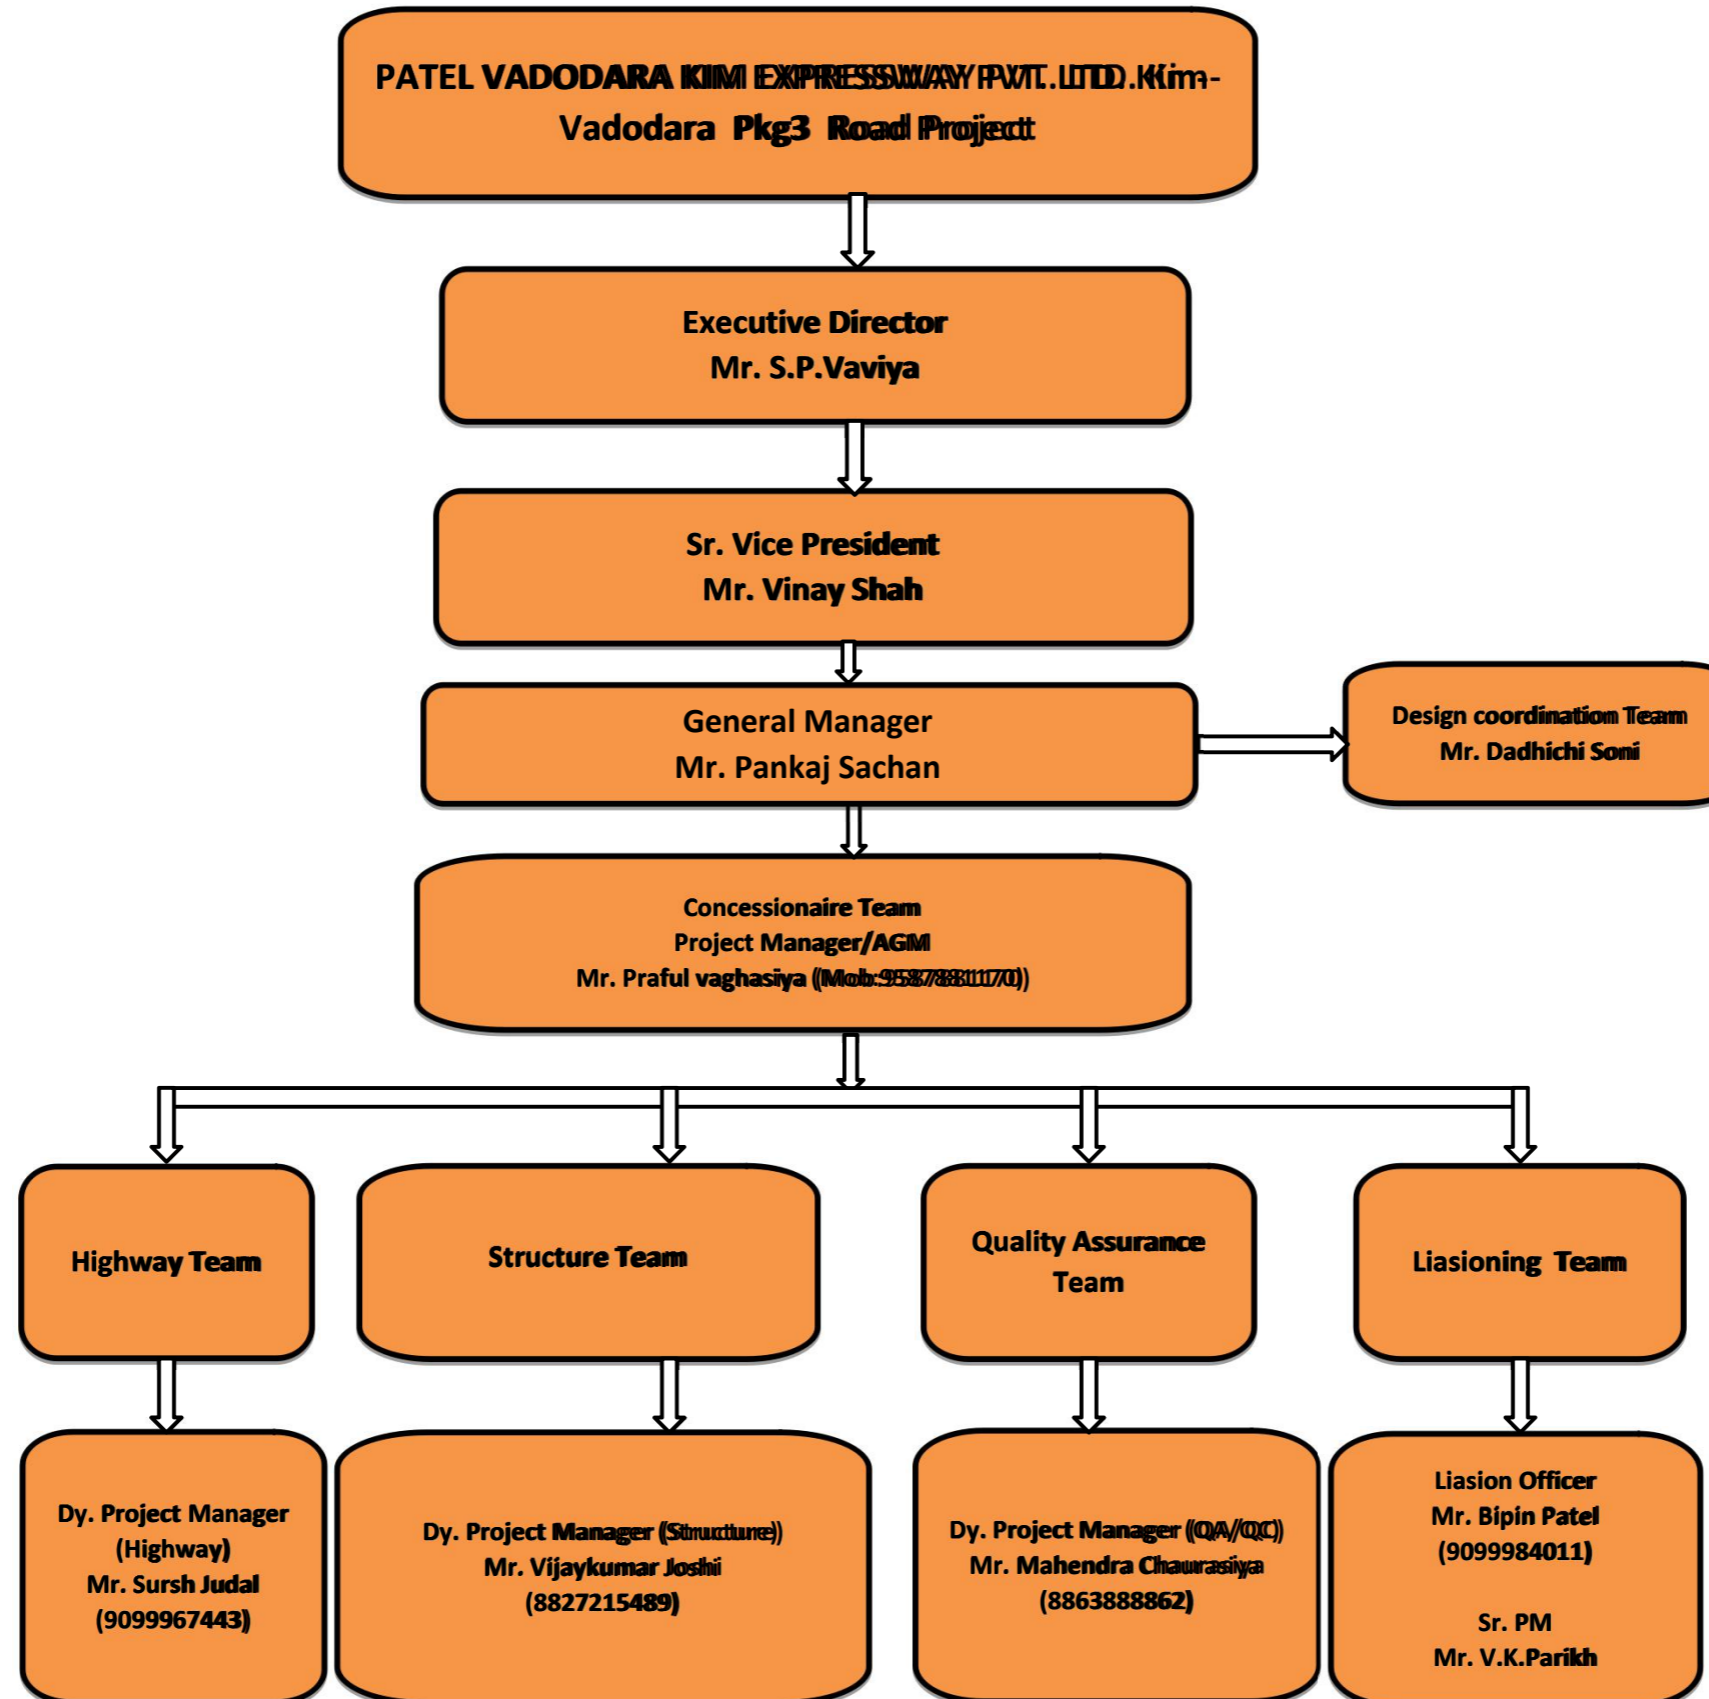 PATEL VADODARA KIM EXPRESSWAY PVT. LTD. Kim-
Vadodara Pkg3 Road Project
Executive Director
Mr. S.P.Vaviya
Sr. Vice President
Mr. Vinay Shah
General Manager
Mr. Pankaj Sachan
Design coordination Team
Mr. Dadhichi Soni
Concessionaire Team
Project Manager/AGM
Mr. Praful vaghasiya (Mob:9587881170)
Highway Team
Structure Team
Quality Assurance
Team
Liasioning Team
Dy. Project Manager
(Highway)
Mr. Sursh Judal
(9099967443)
Dy. Project Manager (Structure)
Mr. Vijaykumar Joshi
(8827215489)
Dy. Project Manager (QA/QC)
Mr. Mahendra Chaurasiya
(8863888862)
Liasion Officer
Mr. Bipin Patel
(9099984011)
Sr. PM
Mr. V.K.Parikh